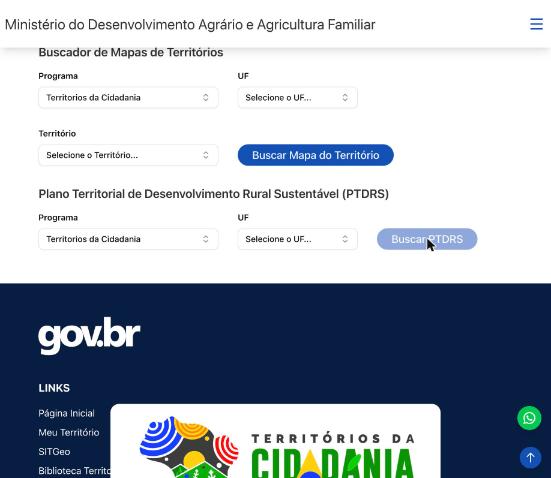 Ministério do Desenvolvimento Agrário e Agricultura Familiar
Buscador de Mapas de Territórios
Programa UF
Territorios da Cidadania Selecione o UF...
Território
Selecione o Território... Buscar Mapa do Território
Plano Territorial de Desenvolvimento Rural Sustentável (PTDRS)
Programa UF
Territorios da Cidadania Selecione o UF... Buscar PTDRS
gov.br
LINKS
Página Inicial
Meu Território
SITGeo
Biblioteca Territo
TERRITÓRIOS DA
CIDADANIA